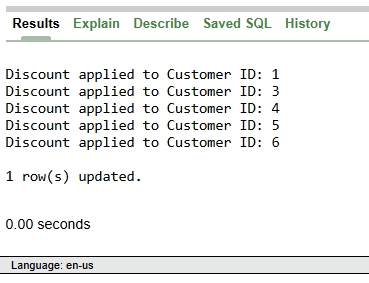 Results Explain Describe Saved SQL History
Discount applied to Customer ID: 1
Discount applied to Customer ID: 3
Discount applied to Customer ID: 4
Discount applied to Customer ID: 5
Discount applied to Customer ID: 6
1 row(s) updated.
0.00 seconds
Language: en-us